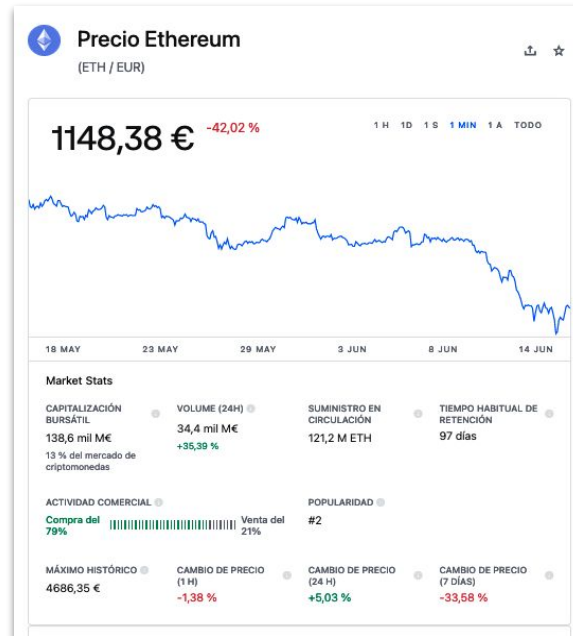 Precio Ethereum
(ETH / EUR)
1148,38 € -42,02 %
1 H 1D 1 S 1 MIN 1 A TODO
18 MAY 23 MAY 29 MAY 3 JUN 8 JUN 14 JUN
Market Stats
CAPITALIZACIÓN
BURSÁTIL
138,6 mil M€
13 % del mercado de
criptomonedas
VOLUME (24H)
34,4 mil M€
+35,39 %
SUMINISTRO EN
CIRCULACIÓN
121,2 M ETH
TIEMPO HABITUAL DE
RETENCIÓN
97 días
ACTIVIDAD COMERCIAL
Compra del
79%
Venta del
21%
POPULARIDAD
#2
MÁXIMO HISTÓRICO
4686,35 €
CAMBIO DE PRECIO
(1 H)
-1,38 %
CAMBIO DE PRECIO
(24 H)
+5,03 %
CAMBIO DE PRECIO
(7 DÍAS)
-33,58 %